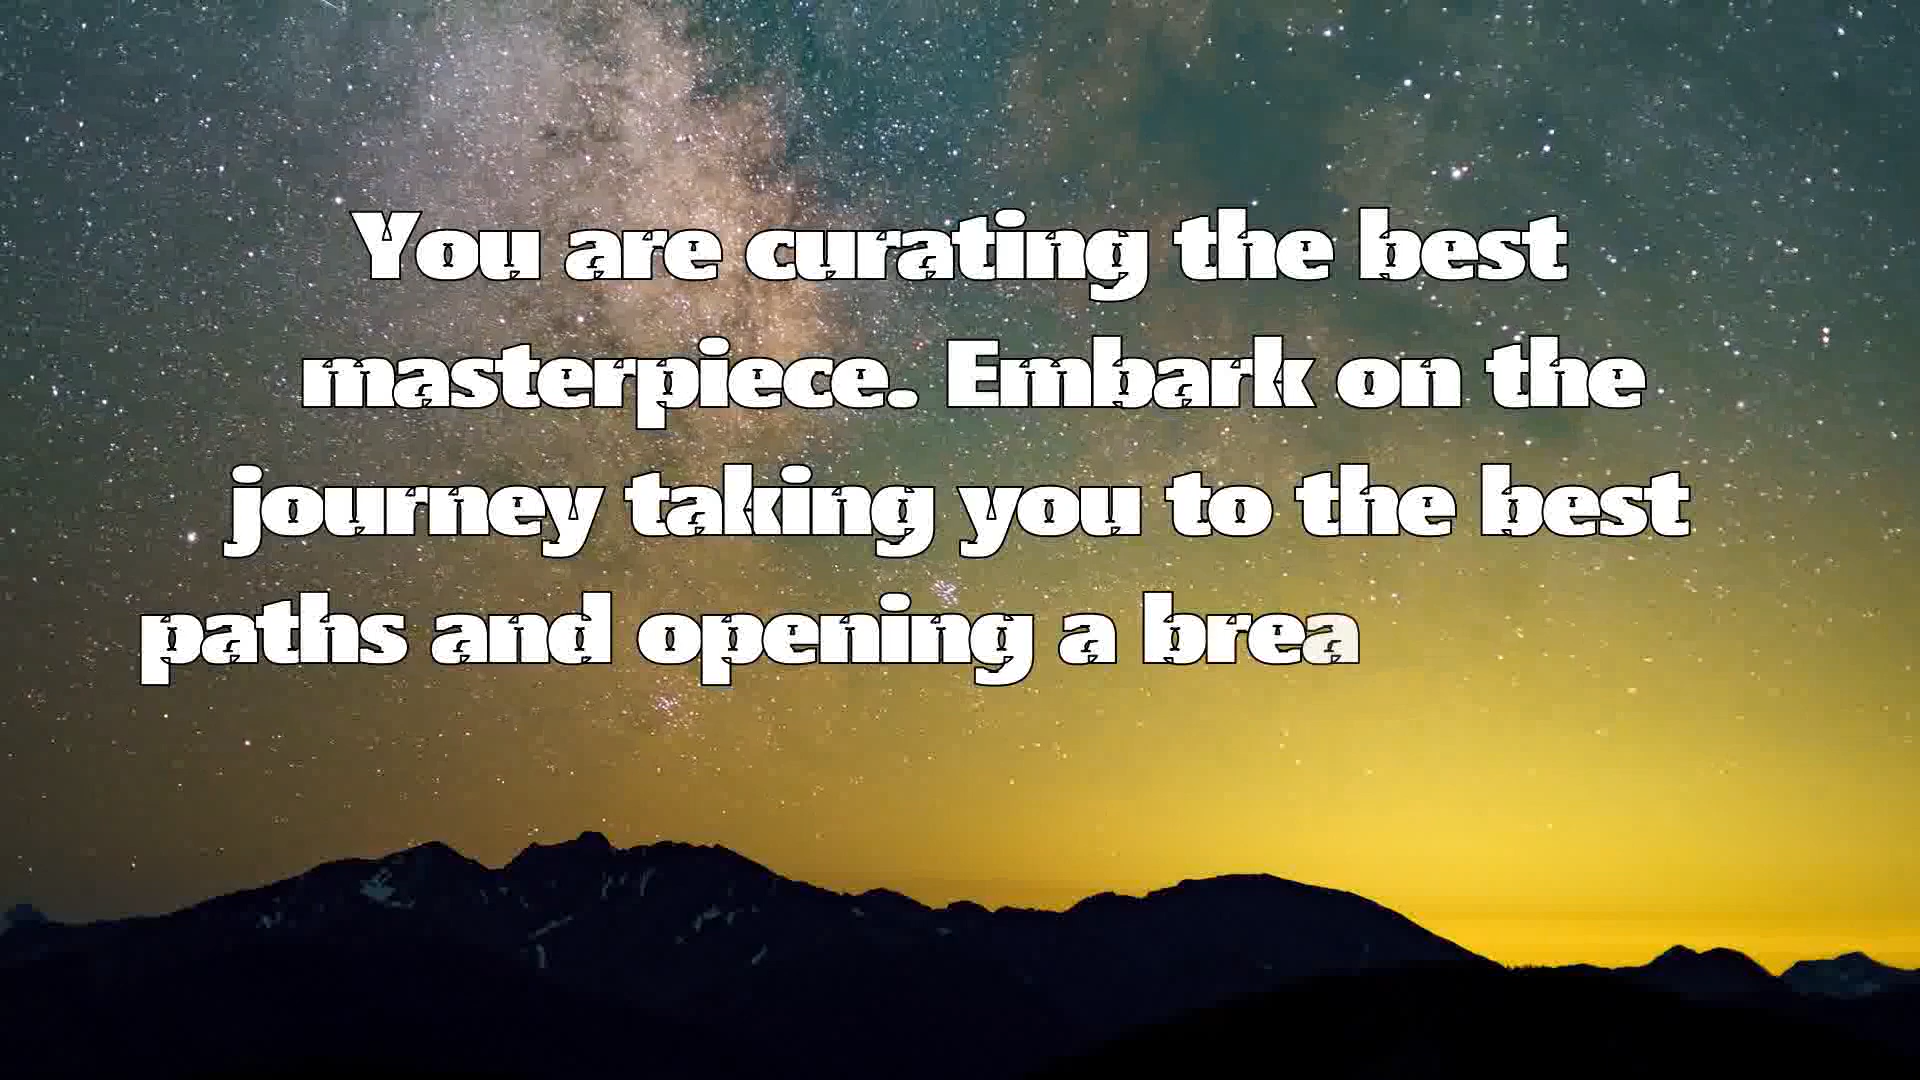 You are curating the best
masterpiece. Embark on the
journey taking you to the best
paths and opening a brea